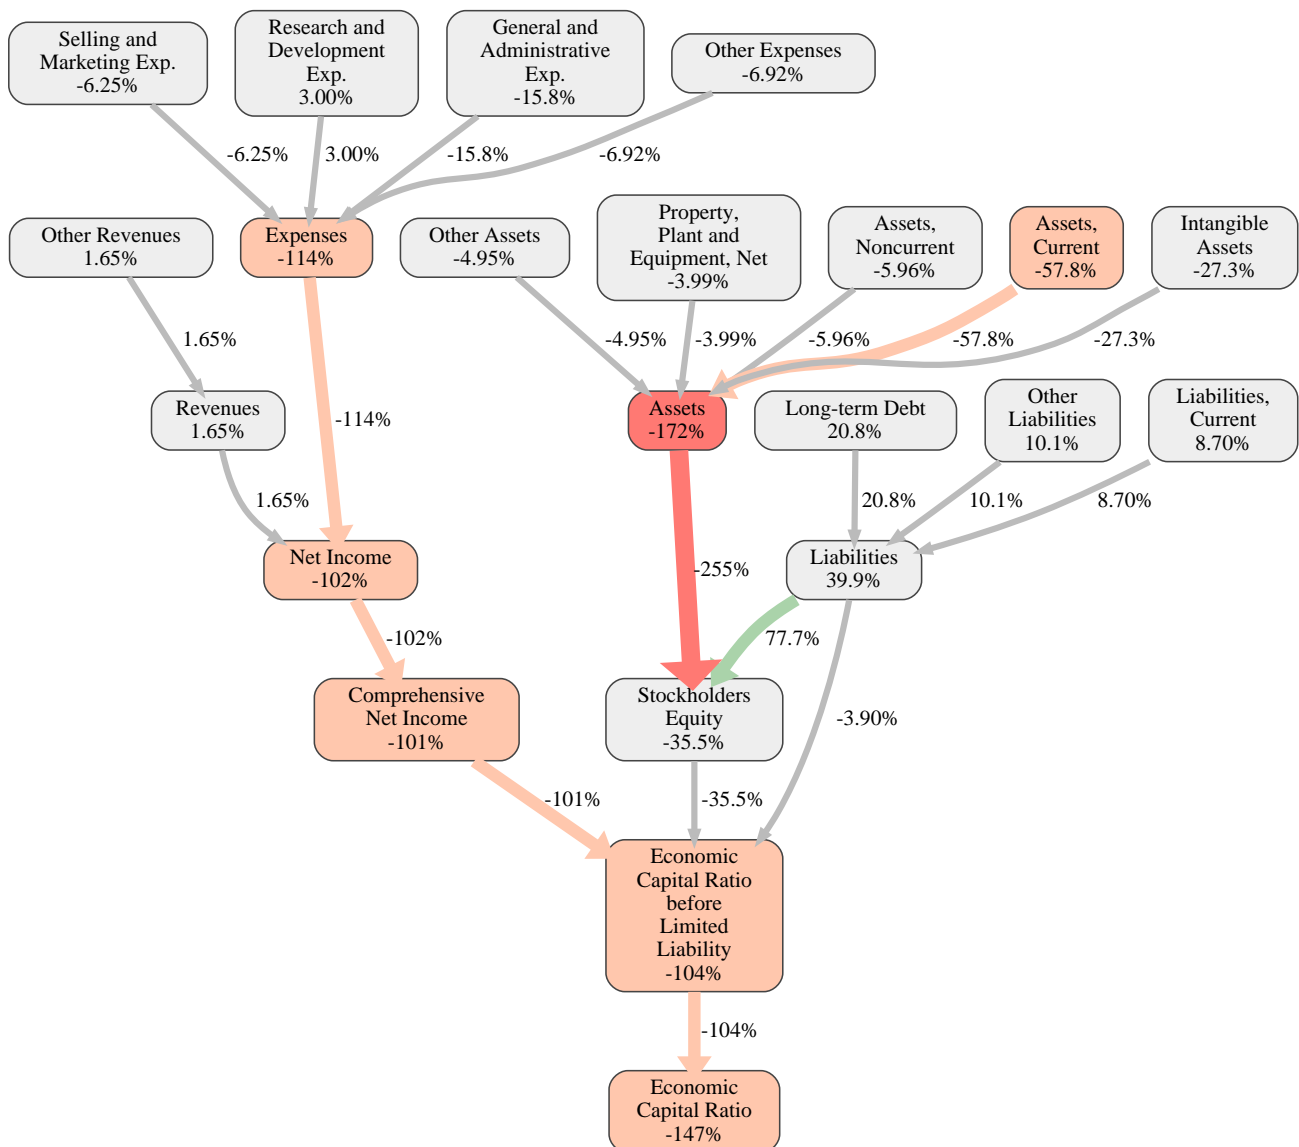 Selling and
Marketing Exp.
-6.25%
Research and
Development
Exp.
3.00%
General and
Administrative
Exp.
-15.8%
Other Expenses
-6.92%
-6.25%
3.00%
-15.8%
-6.92%
Other Revenues
1.65%
Expenses
-114%
Other Assets
-4.95%
Property,
Plant and
Equipment, Net
-3.99%
Assets,
Noncurrent
-5.96%
Assets,
Current
-57.8%
Intangible
Assets
-27.3%
1.65%
-4.95%
-3.99%
-5.96%
-57.8%
-27.3%
Revenues
1.65%
-114%
Assets
-172%
Long-term Debt
20.8%
Other
Liabilities
10.1%
Liabilities,
Current
8.70%
1.65%
20.8%
10.1%
8.70%
Net Income
-102%
-255%
Liabilities
39.9%
-102%
77.7%
Comprehensive
Net Income
-101%
Stockholders
Equity
-35.5%
-3.90%
-101%
-35.5%
Economic
Capital Ratio
before
Limited
Liability
-104%
-104%
Economic
Capital Ratio
-147%